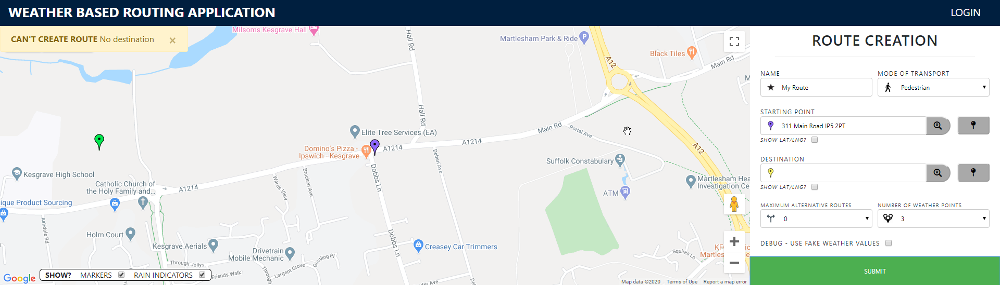 WEATHER BASED ROUTING APPLICATION
LOGIN
CAN'T CREATE ROUTE No destination ×
Milsoms Kesgrave Hall
Hall Rd
Martlesham Park & Ride
P
Black Tiles
A12
Main Rd
M
Hall Rd
Elite Tree Services (EA)
Main Rd
Portal Ave
A1214
A1214
Domino's Pizza -
Ipswich - Kesgrave
A12
Deben Ave
Suffolk Constabulary
Kesgrave High School
Dobbs Ln
Bracken Ave
Wards View
Martlesham Hea
Investigation Ce
Catholic Church of
the Holy Family and...
A1214
ATM
ique Product Sourcing
Ashdale Rd
Holm Court
Dobbs Ln
Kesgrave Aerials
Creasey Car Trimmers
KF
Martles
Squires Ln
Drivetrain
Mobile Mechanic
Gostling Pl
Through Jollys
Largent Grove
Through
Friends Walk
fer Ave
De
Google
SHOW? MARKERS RAIN INDICATORS
Map data ©2020 Terms of Use Report a map error
ROUTE CREATION
NAME
MODE OF TRANSPORT
My Route
Pedestrian
STARTING POINT
311 Main Road IP5 2PT
SHOW LAT/LNG?
DESTINATION
SHOW LAT/LNG?
MAXIMUM ALTERNATIVE ROUTES
NUMBER OF WEATHER POINTS
0
3
DEBUG - USE FAKE WEATHER VALUES
SUBMIT